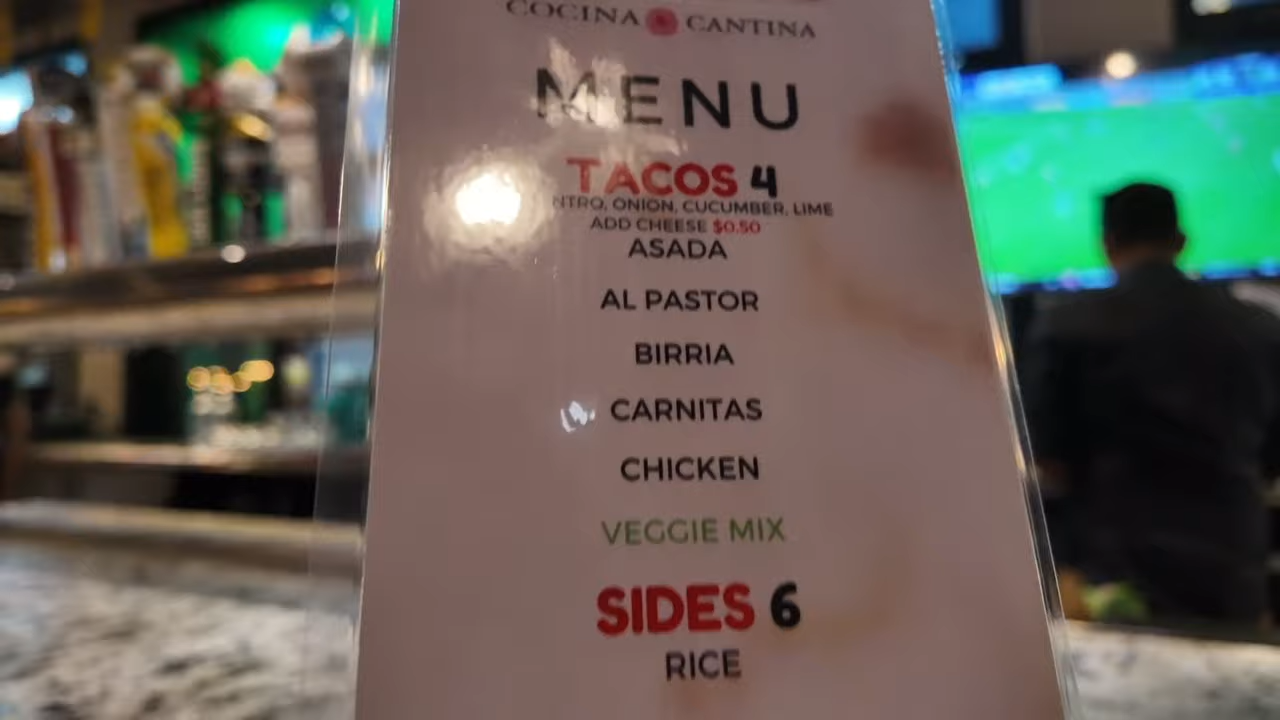 COCINA CANTINA
MENU
TACOS 4
NTRO, ONION, CUCUMBER, LIME
ADD CHEESE $0.50
ASADA
AL PASTOR
BIRRIA
CARNITAS
CHICKEN
VEGGIE MIX
SIDES 6
RICE